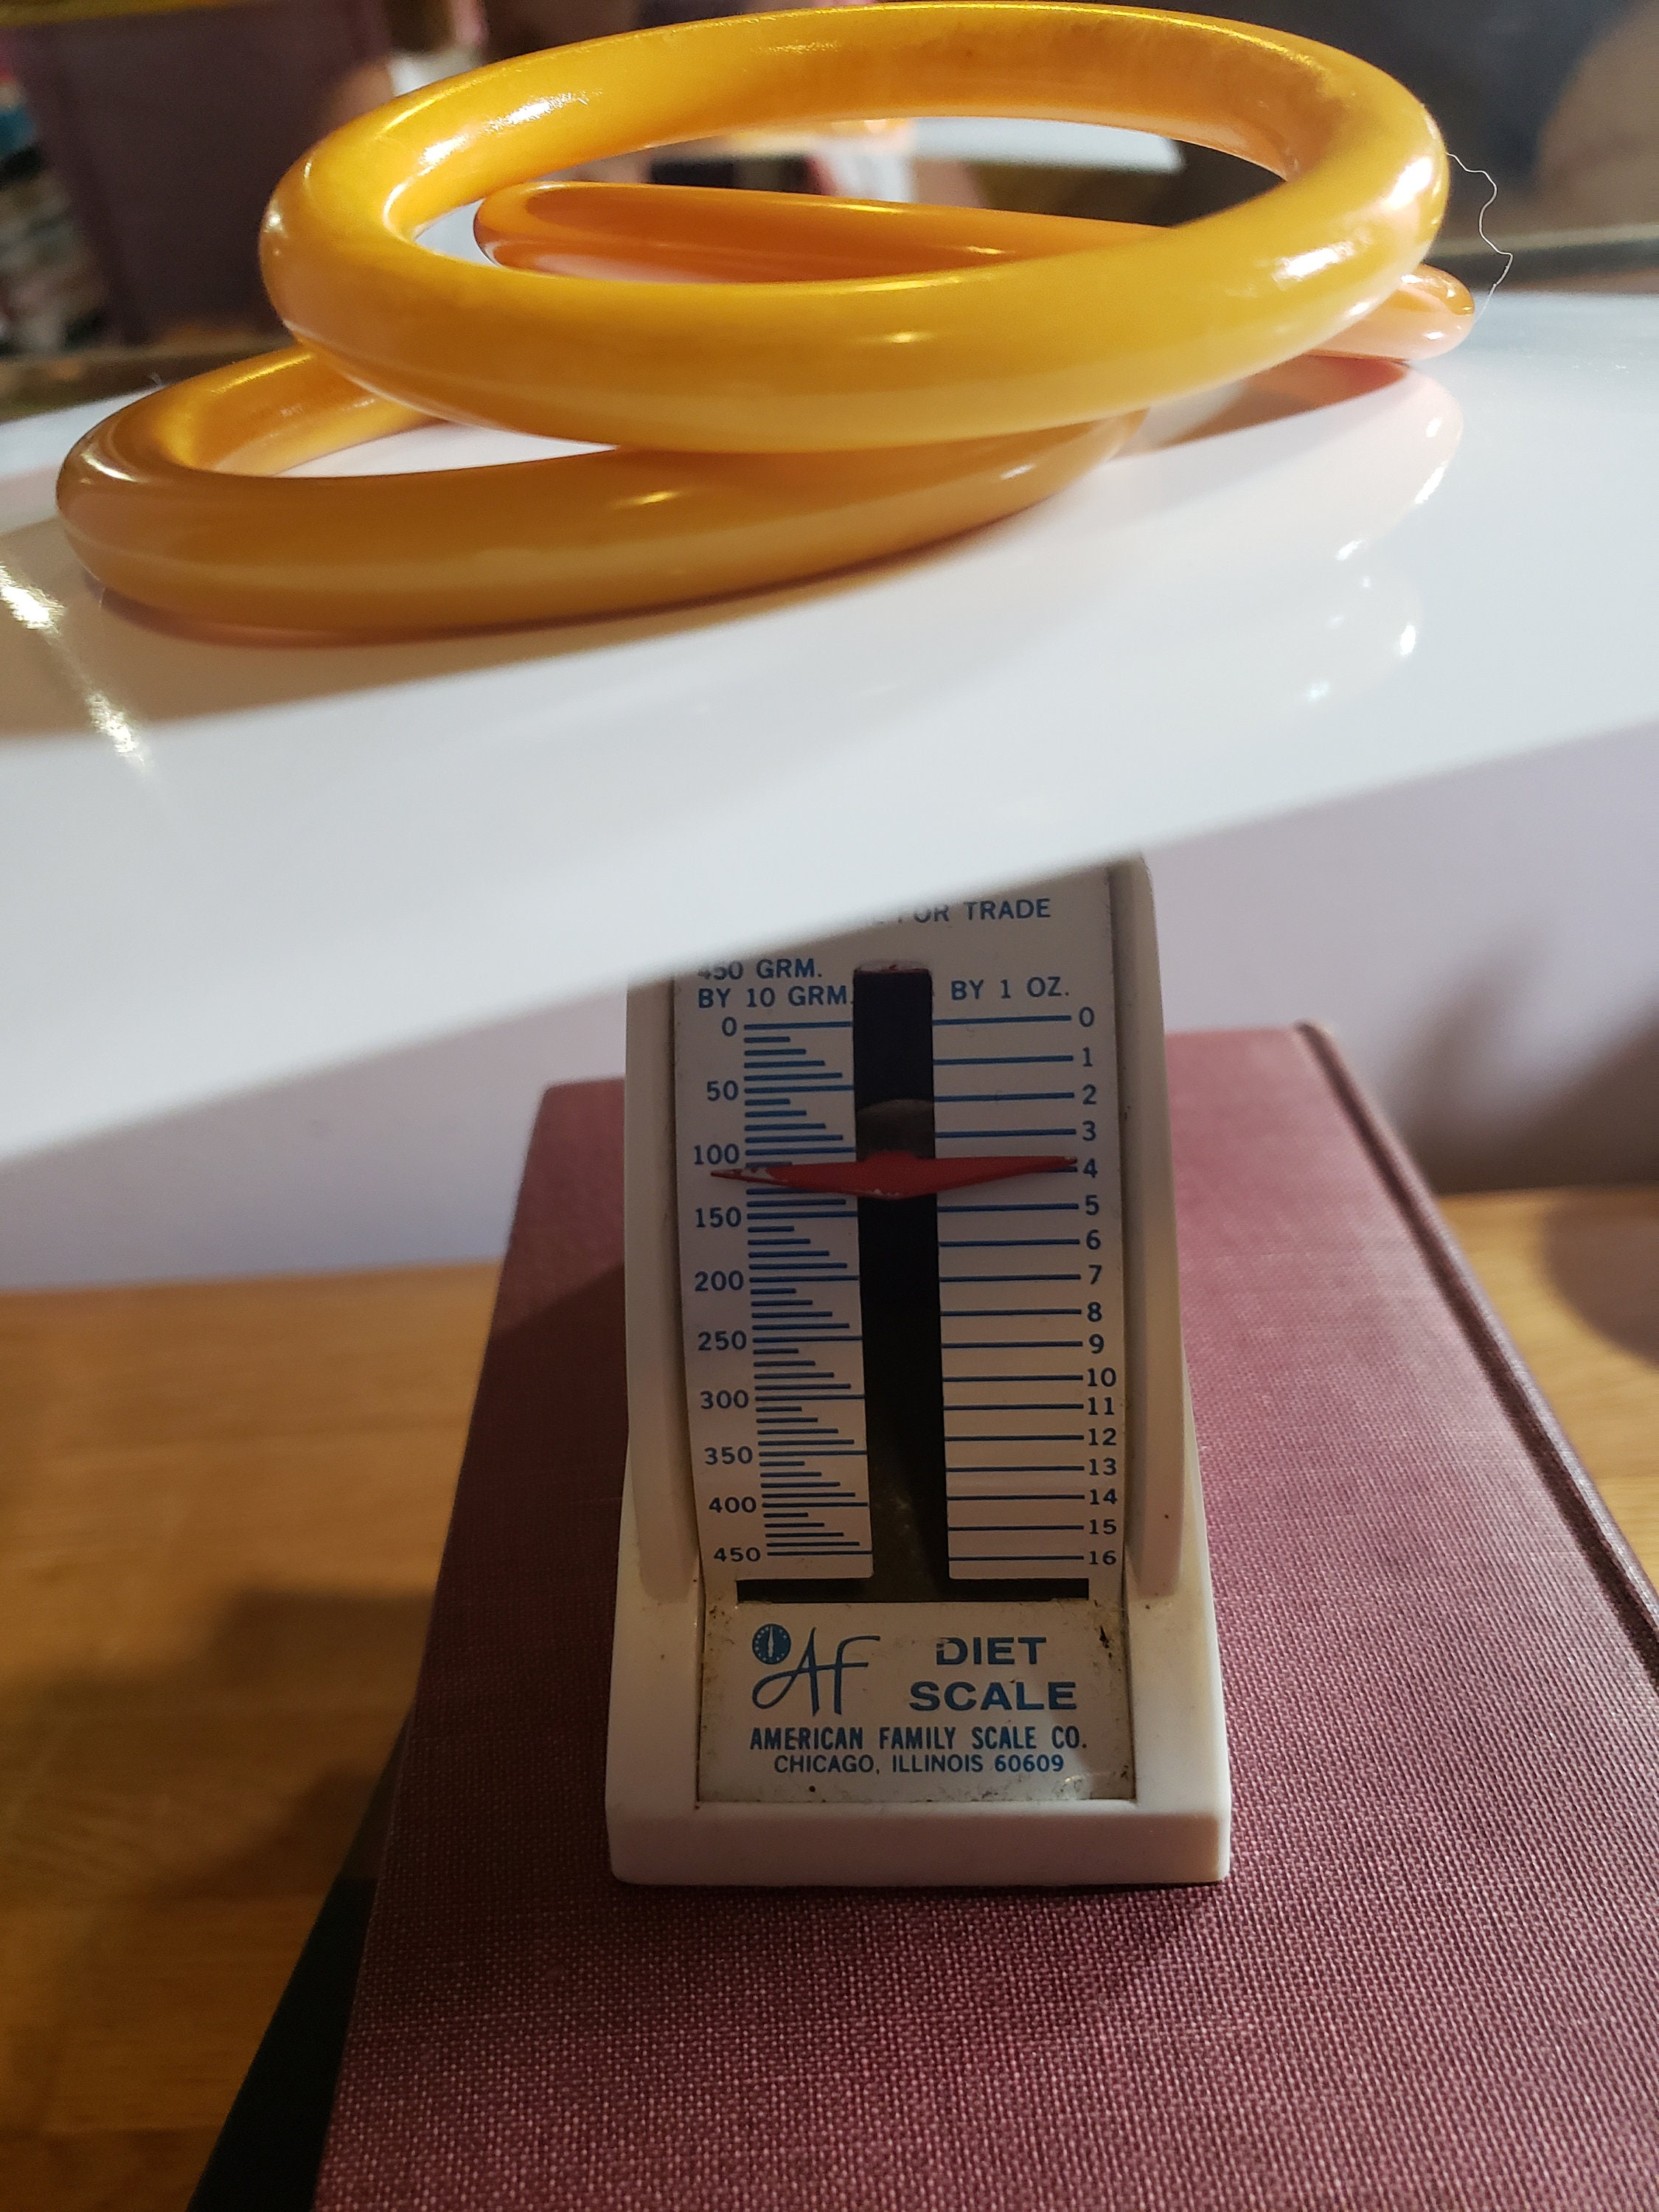 FOR TRADE
450 GRM.
BY 10 GRM. BY 1 OZ.
0 0
1
50 2
3
100 4
150 5
6
200 7
8
250 9
10
300 11
12
350 13
400 14
15
450 16
AF DIET
SCALE
AMERICAN FAMILY SCALE CO.
CHICAGO, ILLINOIS 60609